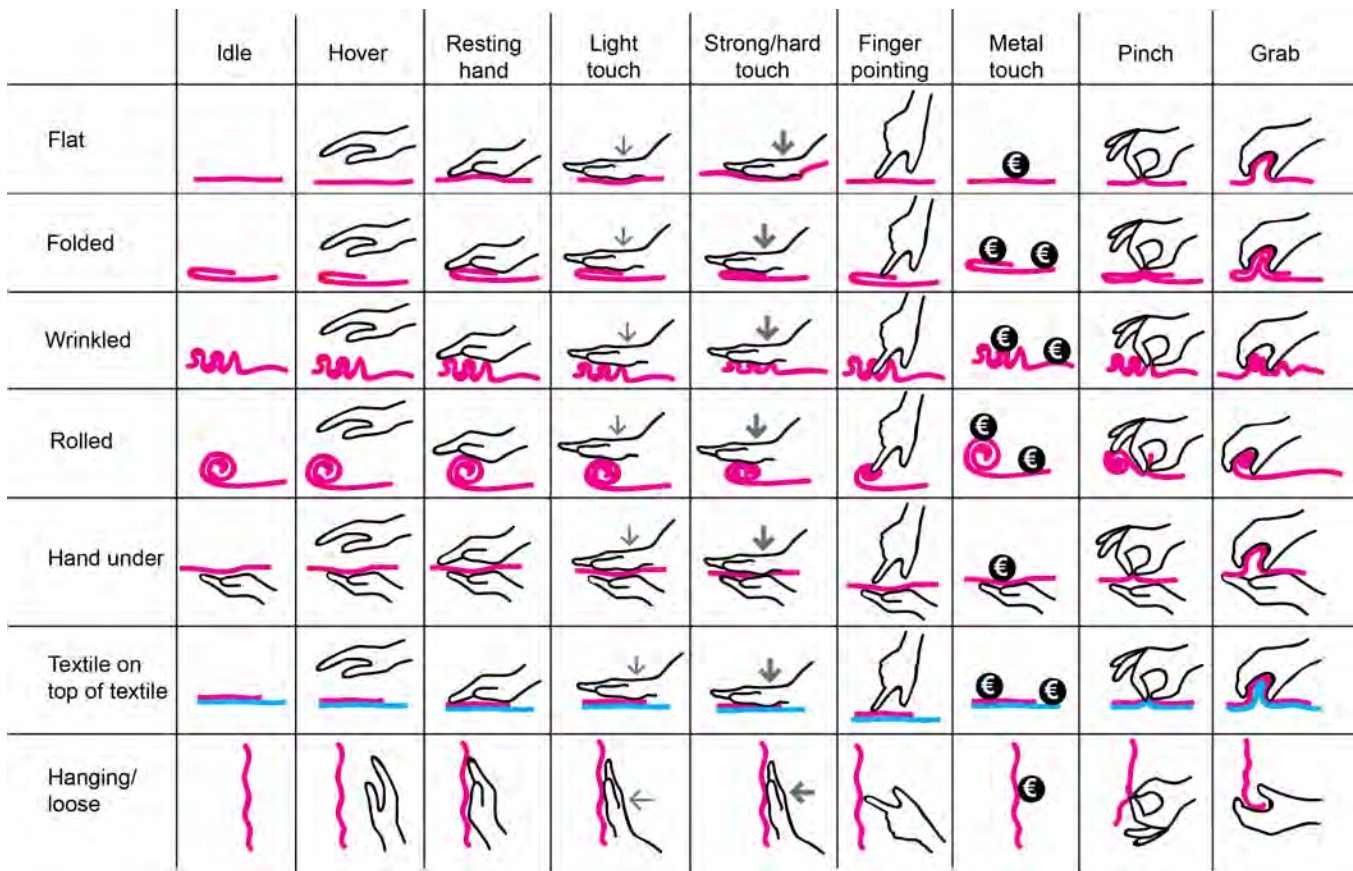 Idle
Hover
Resting
hand
Light
touch
Strong/hard
touch
Finger
pointing
Metal
touch
Pinch
Grab
Flat
€
Folded
€ €
Wrinkled
€ €
Rolled
€ €
Hand under
€
Textile on
top of textile
€ €
Hanging/
loose
€